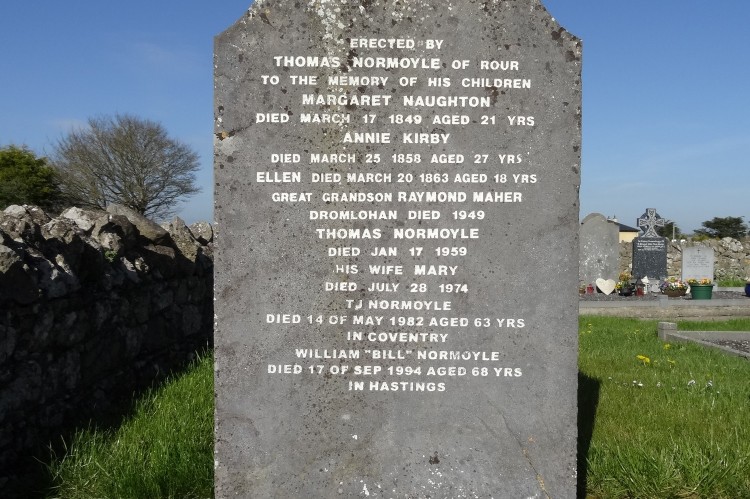 ERECTED BY
THOMAS NORMOYLE OF ROUR
TO THE MEMORY OF HIS CHILDREN
MARGARET NAUGHTON
DIED MARCH 17 1849 AGED 21 YRS
ANNIE KIRBY
DIED MARCH 25 1858 AGED 27 YRS
ELLEN DIED MARCH 20 1863 AGED 18 YRS
GREAT GRANDSON RAYMOND MAHER
DROMLOHAN DIED 1949
THOMAS NORMOYLE
DIED JAN 17 1959
HIS WIFE MARY
DIED JULY 28 1974
TJ NORMOYLE
DIED 14 OF MAY 1982 AGED 63 YRS
IN COVENTRY
WILLIAM "BILL" NORMOYLE
DIED 17 OF SEP 1994 AGED 68 YRS
IN HASTINGS